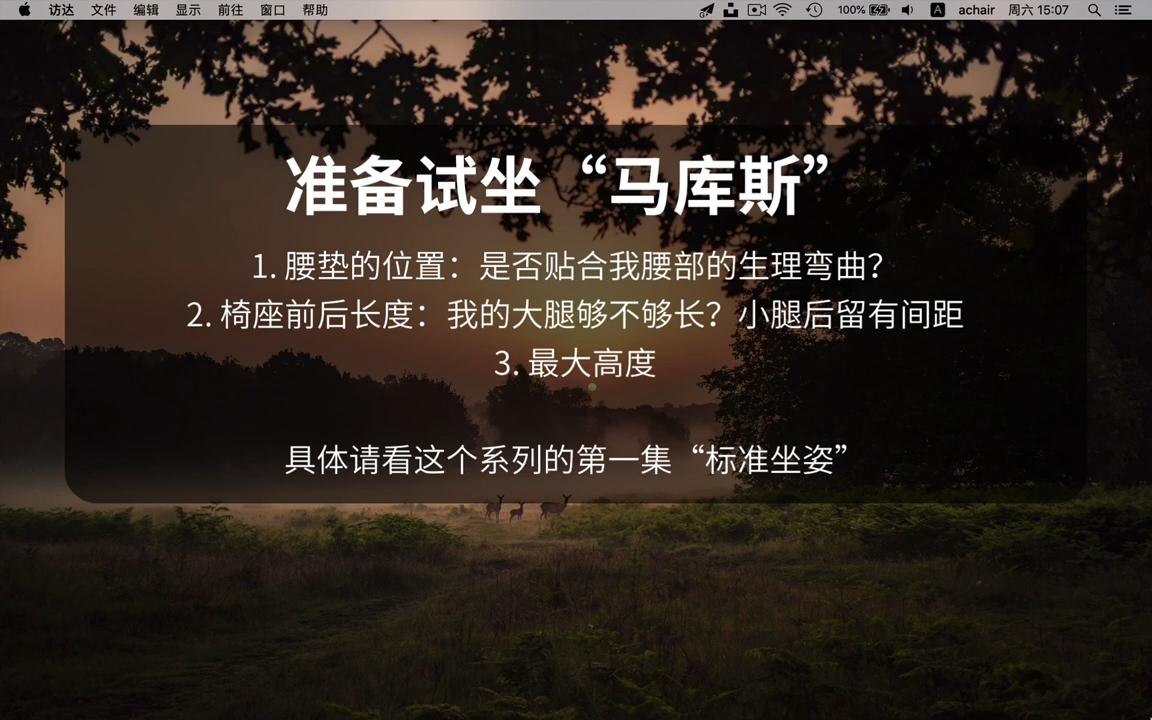 访达 文件 编辑 显示 前往 窗口 帮助 100% A achair 周六 15:07
准备试坐“马库斯”
1. 腰垫的位置：是否贴合我腰部的生理弯曲？
2. 椅座前后长度：我的大腿够不够长？小腿后留有间距
3. 最大高度
具体请看这个系列的第一集“标准坐姿”